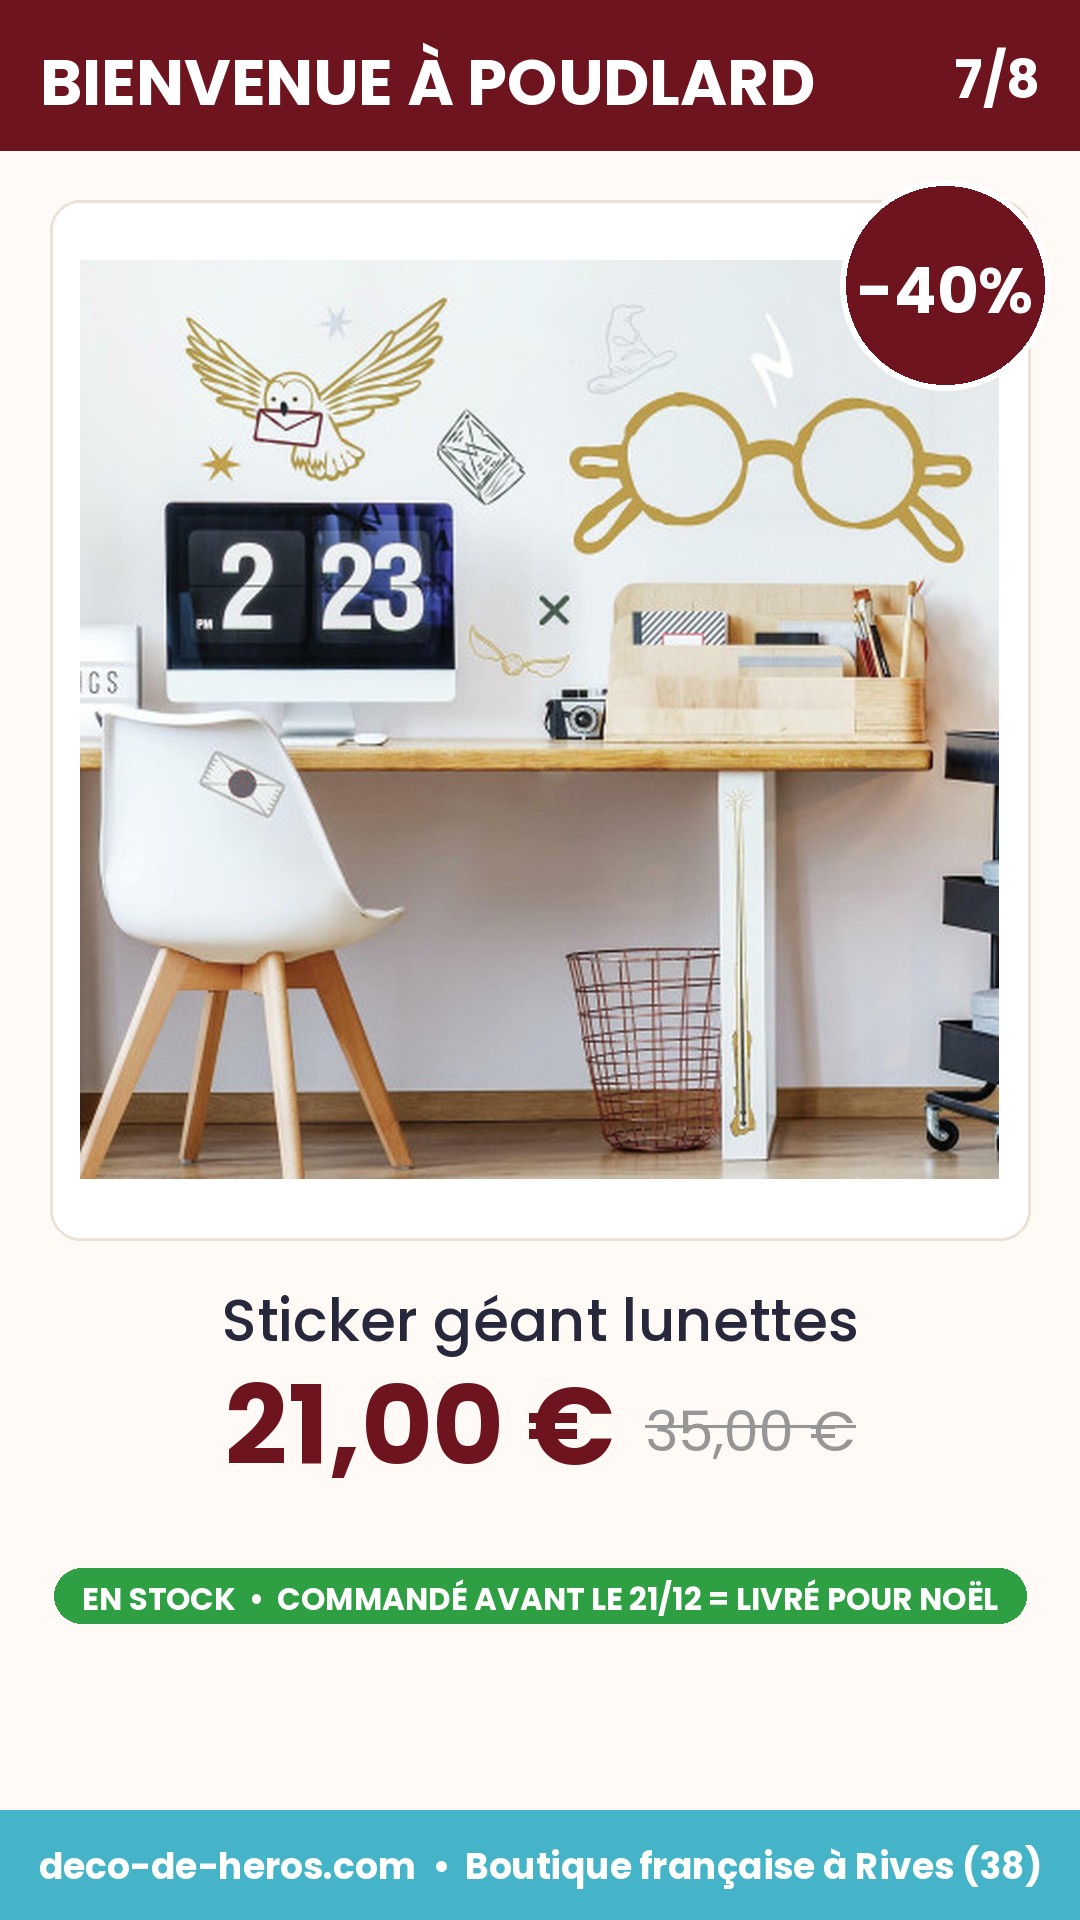 BIENVENUE À POUDLARD 7/8
-40%
2 23
PM
IGS
Sticker géant lunettes
21,00 € 35,00 €
EN STOCK • COMMANDÉ AVANT LE 21/12 = LIVRÉ POUR NOËL
deco-de-heros.com • Boutique française à Rives (38)